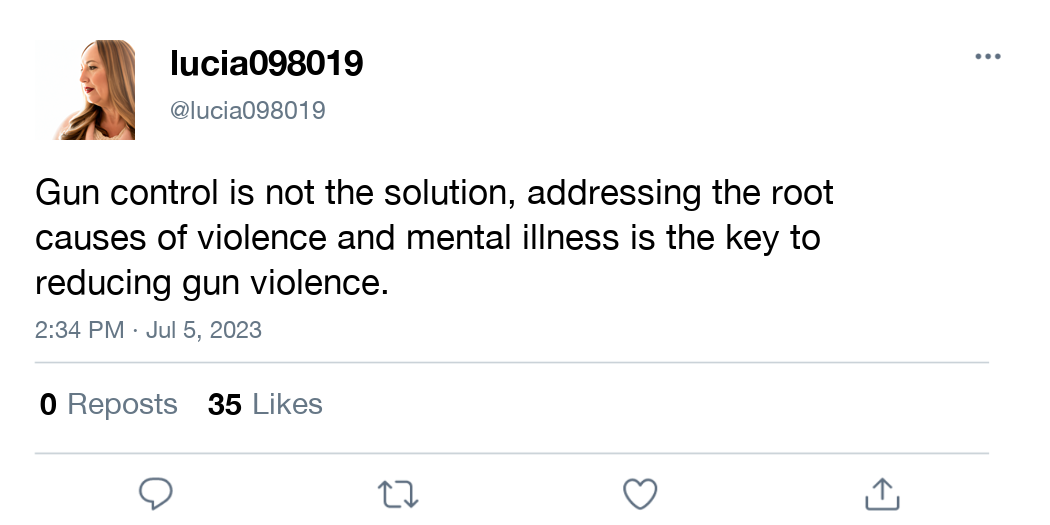 lucia098019
@lucia098019
Gun control is not the solution, addressing the root
causes of violence and mental illness is the key to
reducing gun violence.
2:34 PM · Jul 5, 2023
0 Reposts 35 Likes